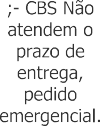 ;- CBS Não
atendem o
prazo de
entrega,
pedido
emergencial.